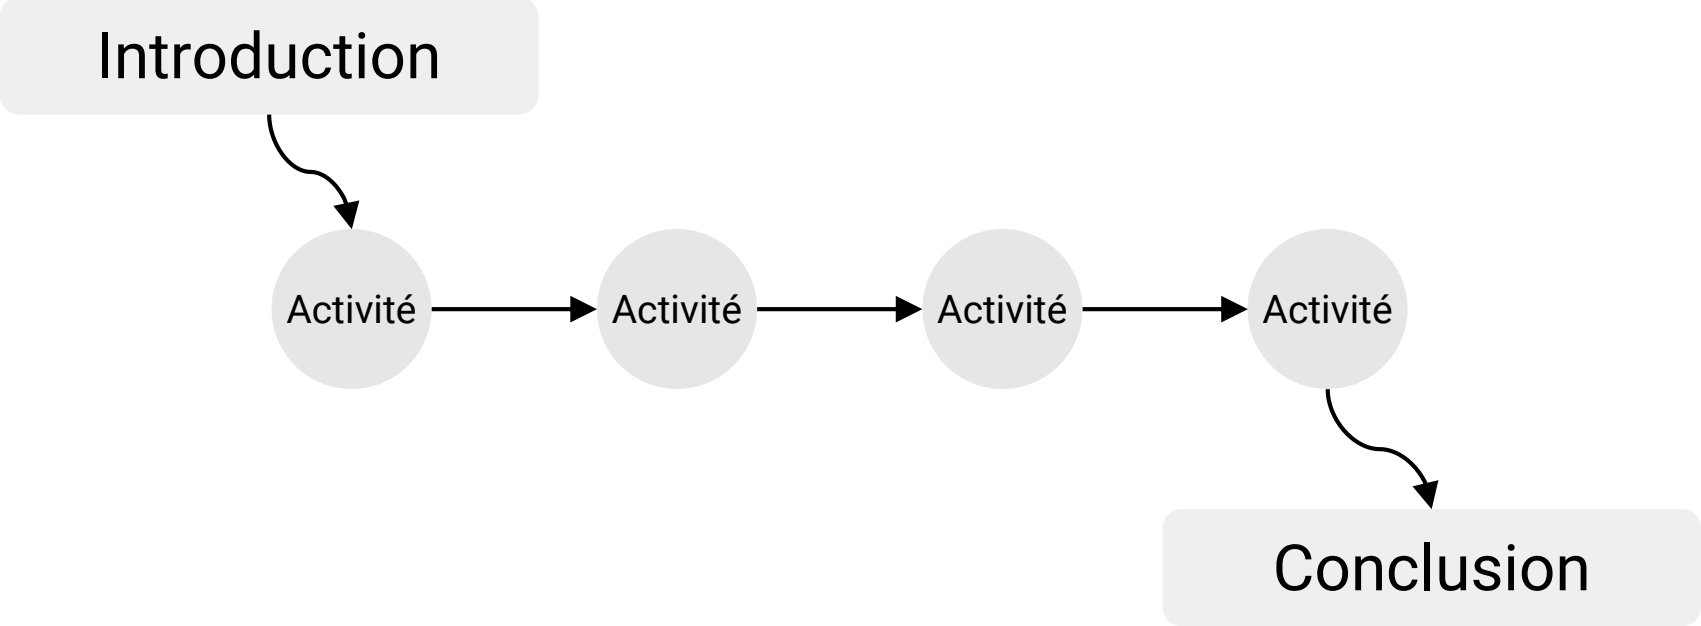 Introduction
Activité
Activité
Activité
Activité
Conclusion